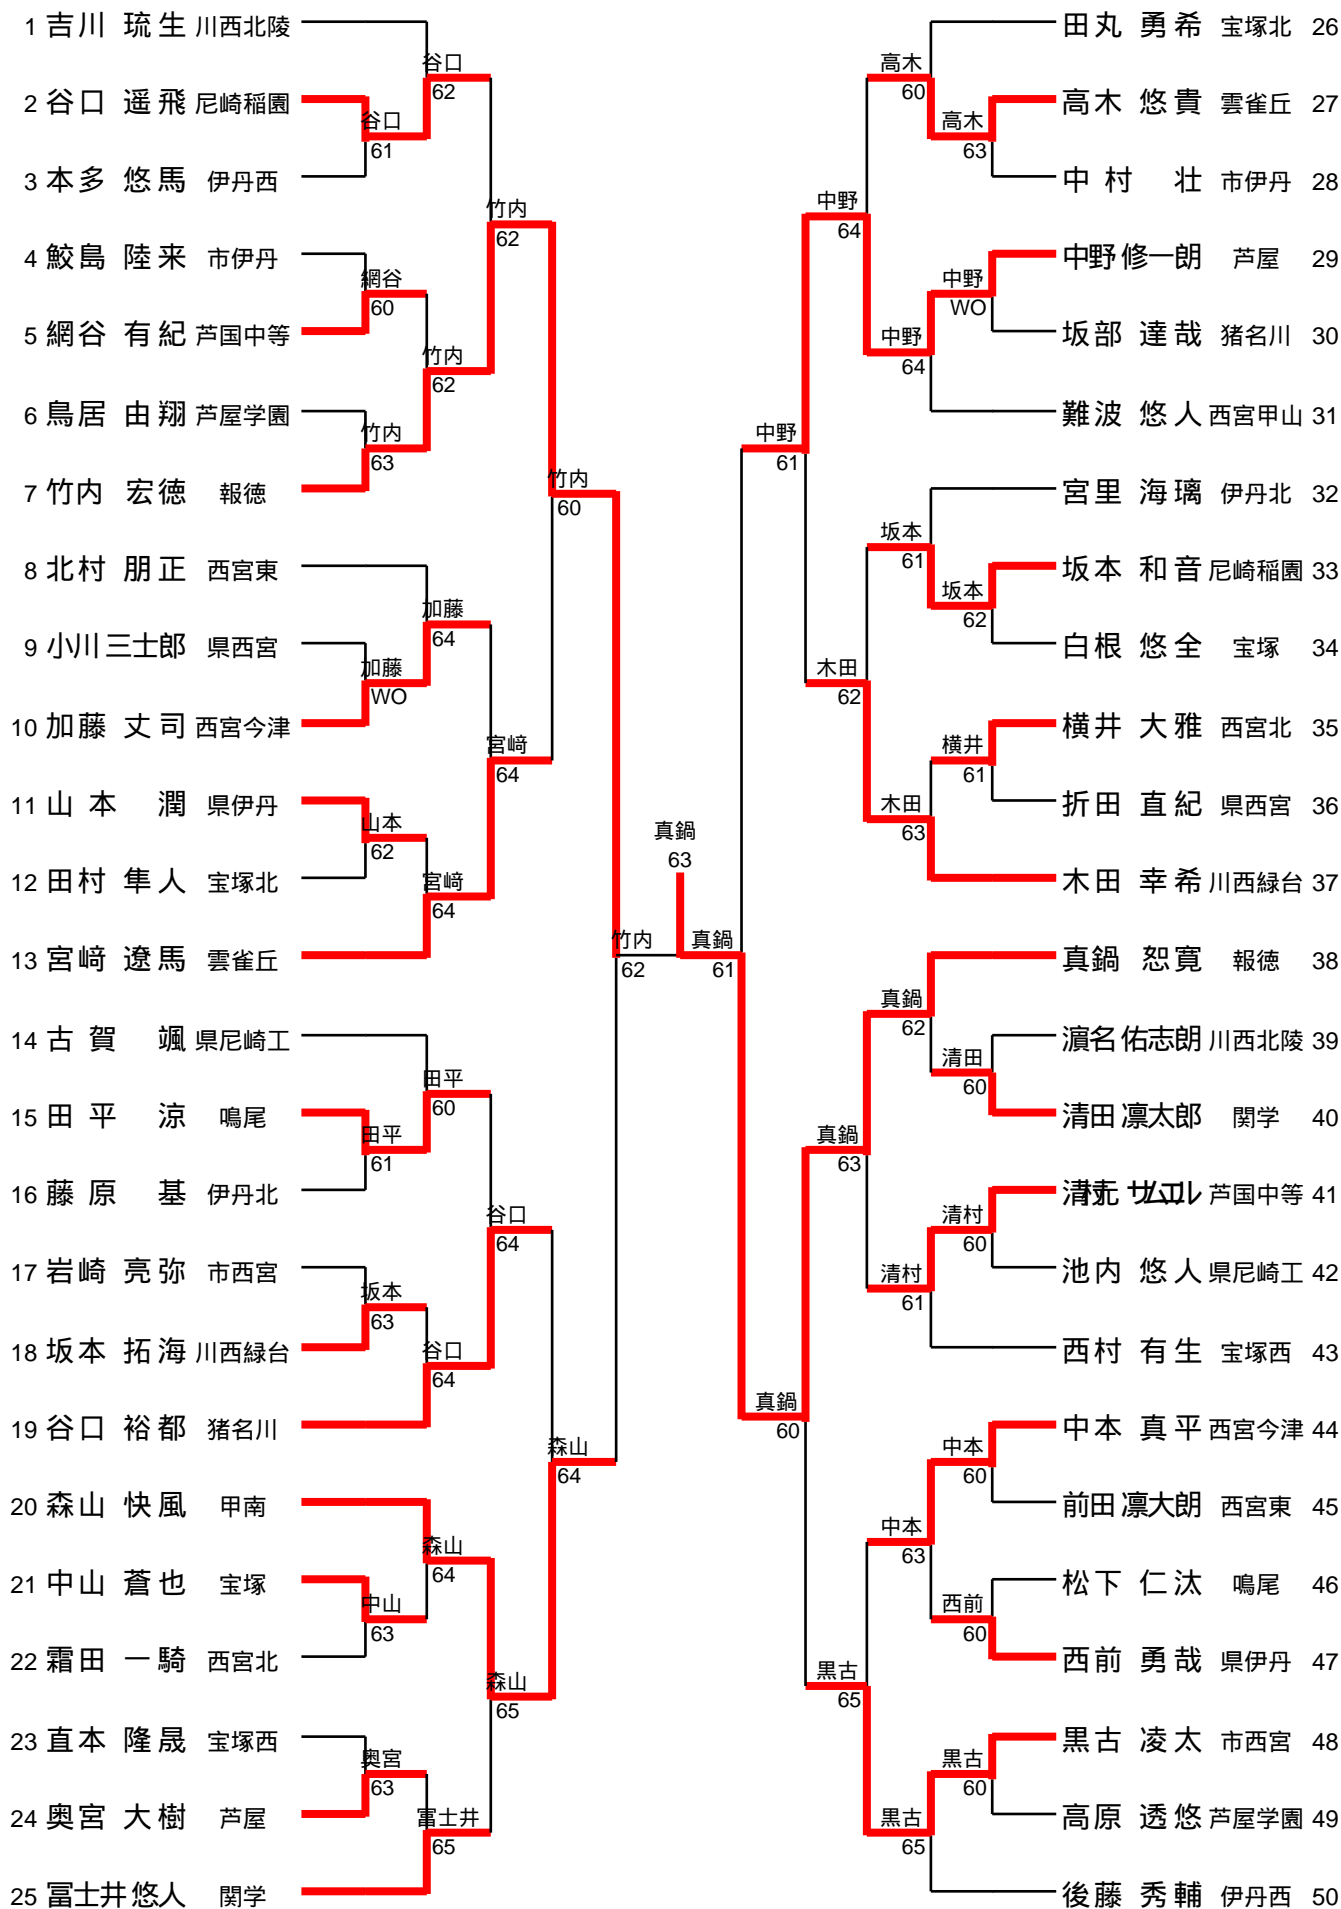 1 吉川 琉生 川西北陵
2 谷口 遥飛 尼崎稲園
3 本多 悠馬 伊丹西
4 鮫島 陸来 市伊丹
5 網谷 有紀 芦国中等
6 鳥居 由翔 芦屋学園
7 竹内 宏徳 報徳
8 北村 朋正 西宮東
9 小川 三士郎 県西宮
10 加藤 丈司 西宮今津
11 山本 潤 県伊丹
12 田村 隼人 宝塚北
13 宮﨑 遼馬 雲雀丘
14 古賀 颯 県尼崎工
15 田平 涼 鳴尾
16 藤原 基 伊丹北
17 岩崎 亮弥 市西宮
18 坂本 拓海 川西緑台
19 谷口 裕都 猪名川
20 森山 快風 甲南
21 中山 蒼也 宝塚
22 霜田 一騎 西宮北
23 直本 隆晟 宝塚西
24 奥宮 大樹 芦屋
25 冨士井 悠人 関学
谷口
61
網谷
60
竹内
63
加藤
WO
山本
62
田平
61
坂本
63
中山
63
奥宮
63
谷口
62
竹内
62
加藤
64
宮﨑
64
田平
60
谷口
64
森山
64
冨士井
65
竹内
62
宮﨑
64
谷口
64
森山
65
竹内
60
森山
64
竹内
62
真鍋
63
真鍋
61
中野
61
真鍋
60
中野
64
木田
62
真鍋
63
黒古
65
高木
60
中野
64
坂本
61
木田
63
真鍋
62
清村
61
中本
63
黒古
65
高木
63
中野
WO
坂本
62
横井
61
清田
60
清村
60
中本
60
西前
60
黒古
60
田丸 勇希 宝塚北 26
高木 悠貴 雲雀丘 27
中村 壮 市伊丹 28
中野 修一朗 芦屋 29
坂部 達哉 猪名川 30
難波 悠人 西宮甲山 31
宮里 海璃 伊丹北 32
坂本 和音 尼崎稲園 33
白根 悠全 宝塚 34
横井 大雅 西宮北 35
折田 直紀 県西宮 36
木田 幸希 川西緑台 37
真鍋 恕寛 報徳 38
濵名 佑志朗 川西北陵 39
清田 凛太郎 関学 40
芦国中等 41
池内 悠人 県尼崎工 42
西村 有生 宝塚西 43
中本 真平 西宮今津 44
前田 凛大朗 西宮東 45
松下 仁汰 鳴尾 46
西前 勇哉 県伊丹 47
黒古 凌太 市西宮 48
高原 透悠 芦屋学園 49
後藤 秀輔 伊丹西 50